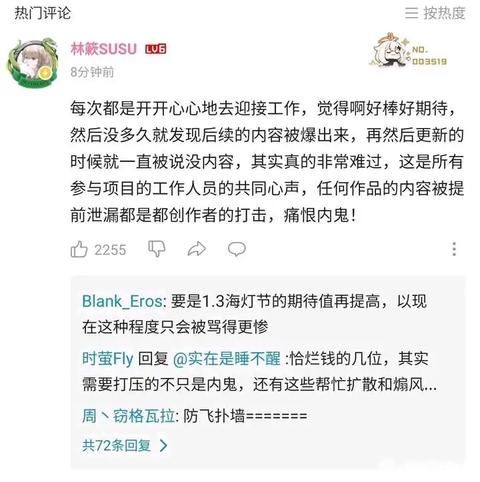 热门评论
按热度
林簌SUSU LV6
NO.
003519
8分钟前
每次都是开开心心地去迎接工作，觉得啊好棒好期待，
然后没多久就发现后续的内容被爆出来，再然后更新的
时候就一直被说没内容，其实真的非常难过，这是所有
参与项目的工作人员的共同心声，任何作品的内容被提
前泄漏都是都创作者的打击，痛恨内鬼！
2255
Blank_Eros: 要是1.3海灯节的期待值再提高，以现
在这种程度只会被骂得更惨
时萤Fly 回复 @实在是睡不醒 :恰烂钱的几位，其实
需要打压的不只是内鬼，还有这些帮忙扩散和煽风...
周丶窃格瓦拉: 防飞扑墙=======
共72条回复